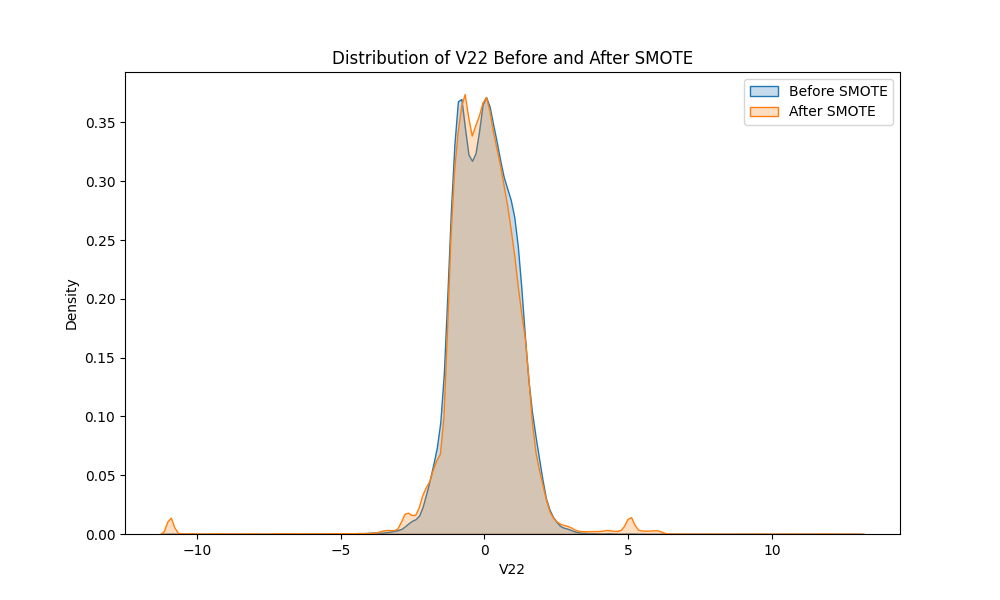 Distribution of V22 Before and After SMOTE
Before SMOTE
After SMOTE
Density
0.35
0.30
0.25
0.20
0.15
0.10
0.05
0.00
−10
−5
0
5
10
V22